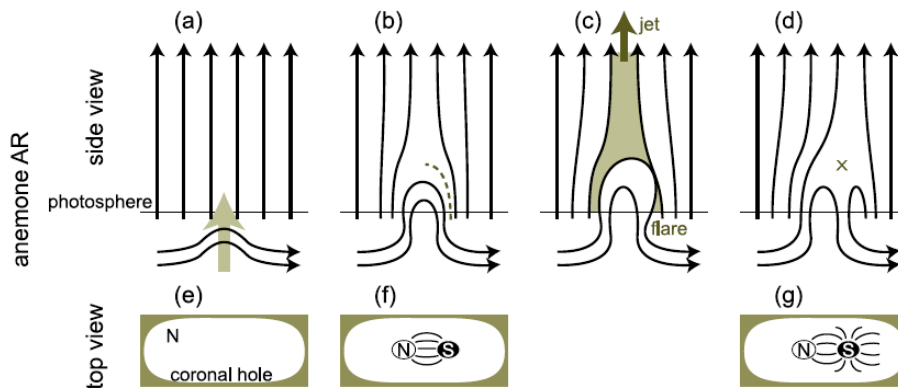 (a)
(b)
(c)
(d)
jet
anemone AR
side view
photosphere
flare
(e)
(f)
(g)
top view
N
coronal hole
N S
N S
x